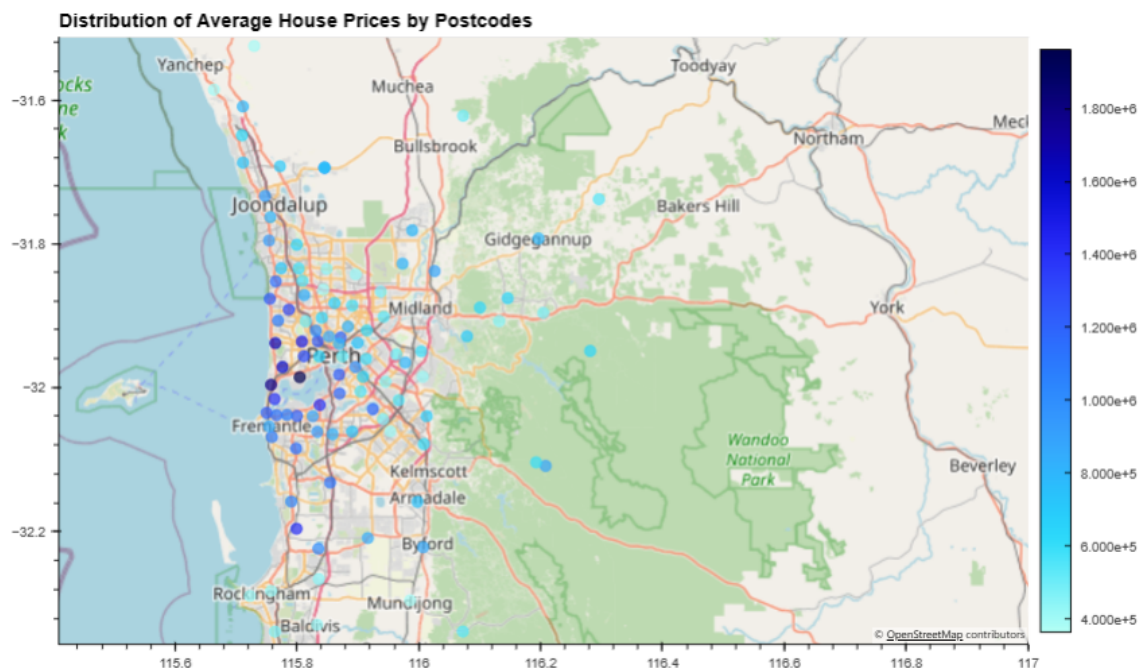 Distribution of Average House Prices by Postcodes
Yanchep
Toodyay
ocks
ne
k
Muchea
Northam
Meck
Bullsbrook
Joondalup
Bakers Hill
Gidgegannup
Midland
York
Perth
Fremantle
Wandoo
National
Park
Beverley
Kelmscott
Armadale
Byford
Rockingham
Mundijong
Baldivis
© OpenStreetMap contributors
−31.6
−31.8
−32
−32.2
115.6
115.8
116
116.2
116.4
116.6
116.8
117
1.800e+6
1.600e+6
1.400e+6
1.200e+6
1.000e+6
8.000e+5
6.000e+5
4.000e+5